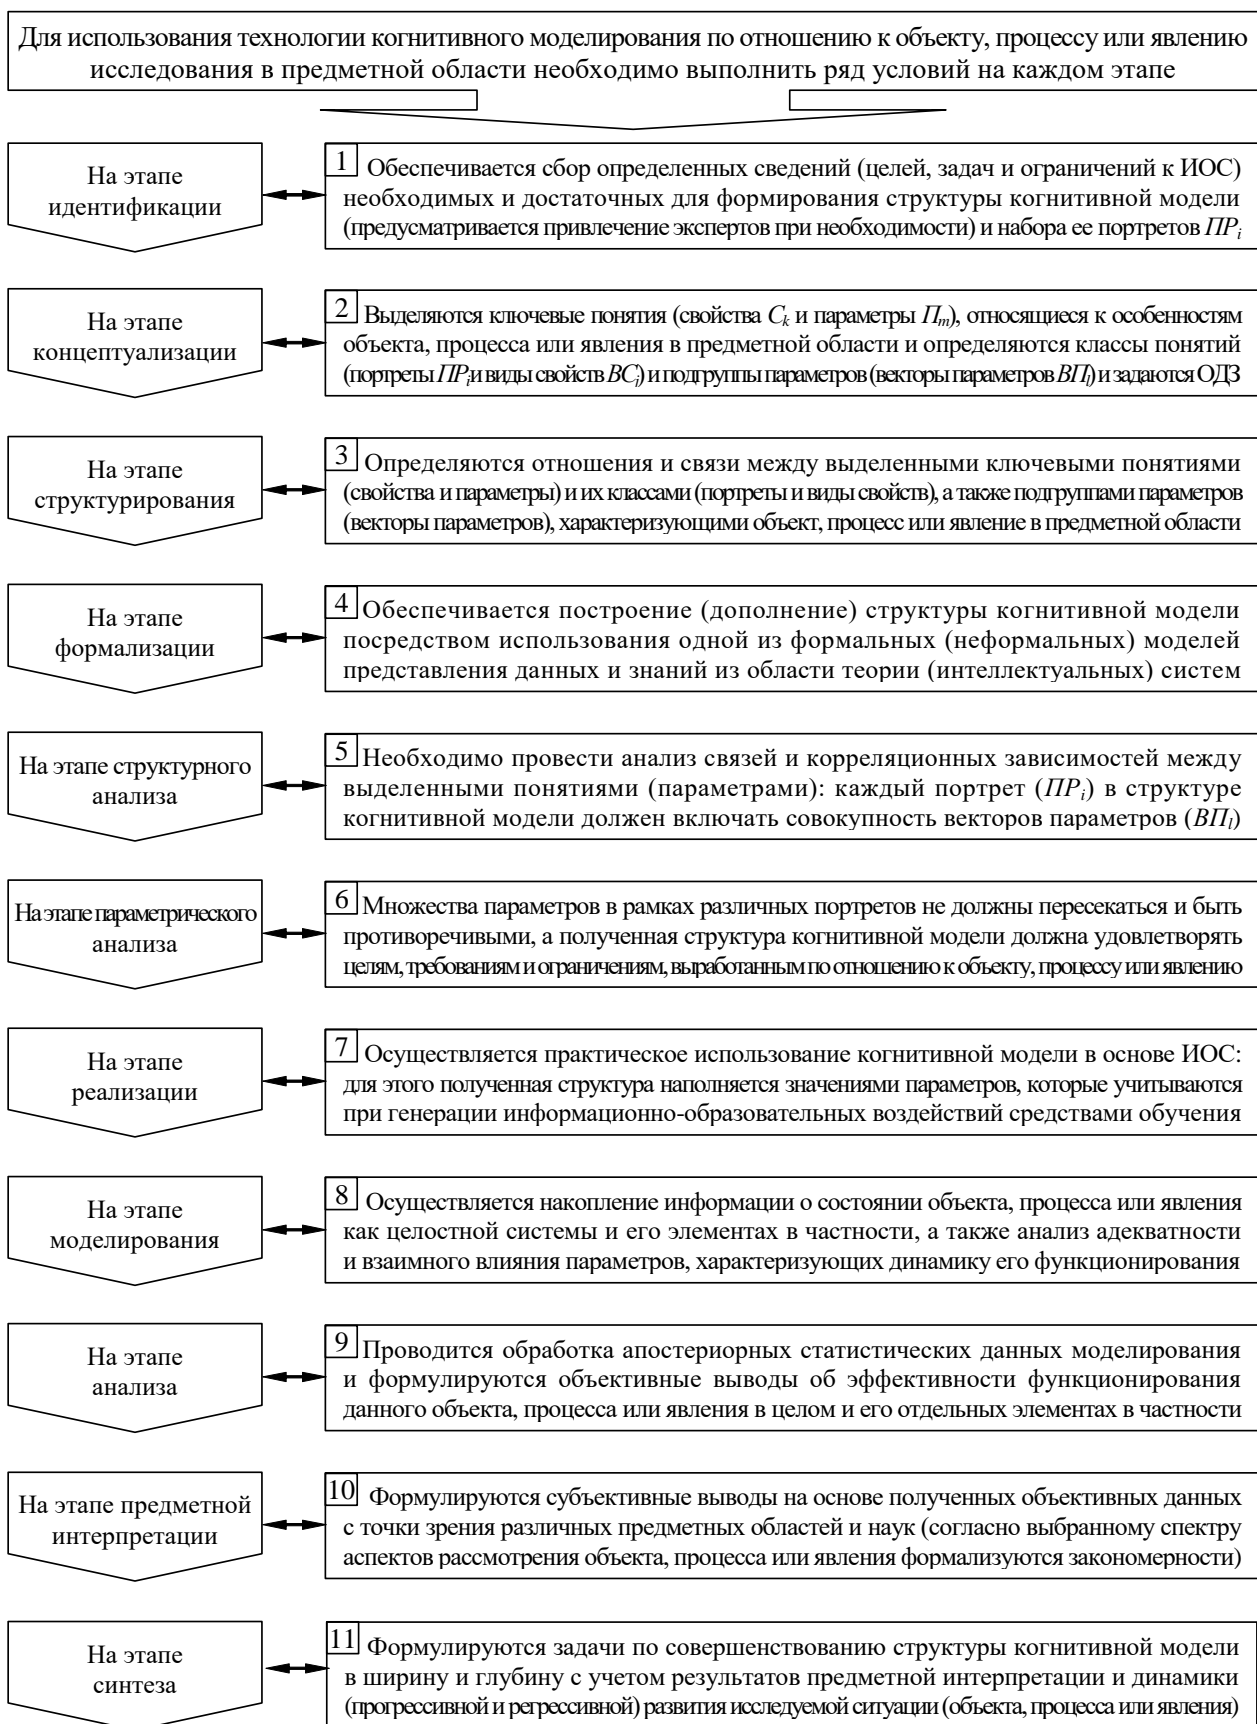 Для использования технологии когнитивного моделирования по отношению к объекту, процессу или явлению
исследования в предметной области необходимо выполнить ряд условий на каждом этапе
На этапе
идентификации
1 Обеспечивается сбор определенных сведений (целей, задач и ограничений к ИОС)
необходимых и достаточных для формирования структуры когнитивной модели
(предусматривается привлечение экспертов при необходимости) и набора ее портретов ПРi
На этапе
концептуализации
2 Выделяются ключевые понятия (свойства Ck и параметры Пm), относящиеся к особенностям
объекта, процесса или явления в предметной области и определяются классы понятий
(портреты ПРi и виды свойств ВСj) и подгруппы параметров (векторы параметров ВПl) и задаются ОДЗ
На этапе
структурирования
3 Определяются отношения и связи между выделенными ключевыми понятиями
(свойства и параметры) и их классами (портреты и виды свойств), а также подгруппами параметров
(векторы параметров), характеризующими объект, процесс или явление в предметной области
На этапе
формализации
4 Обеспечивается построение (дополнение) структуры когнитивной модели
посредством использования одной из формальных (неформальных) моделей
представления данных и знаний из области теории (интеллектуальных) систем
На этапе структурного
анализа
5 Необходимо провести анализ связей и корреляционных зависимостей между
выделенными понятиями (параметрами): каждый портрет (ПРi) в структуре
когнитивной модели должен включать совокупность векторов параметров (ВПl)
На этапе параметрического
анализа
6 Множества параметров в рамках различных портретов не должны пересекаться и быть
противоречивыми, а полученная структура когнитивной модели должна удовлетворять
целям, требованиям и ограничениям, выработанным по отношению к объекту, процессу или явлению
На этапе
реализации
7 Осуществляется практическое использование когнитивной модели в основе ИОС:
для этого полученная структура наполняется значениями параметров, которые учитываются
при генерации информационно-образовательных воздействий средствами обучения
На этапе
моделирования
8 Осуществляется накопление информации о состоянии объекта, процесса или явления
как целостной системы и его элементах в частности, а также анализ адекватности
и взаимного влияния параметров, характеризующих динамику его функционирования
На этапе
анализа
9 Проводится обработка апостериорных статистических данных моделирования
и формулируются объективные выводы об эффективности функционирования
данного объекта, процесса или явления в целом и его отдельных элементах в частности
На этапе предметной
интерпретации
10 Формулируются субъективные выводы на основе полученных объективных данных
с точки зрения различных предметных областей и наук (согласно выбранному спектру
аспектов рассмотрения объекта, процесса или явления формализуются закономерности)
На этапе
синтеза
11 Формулируются задачи по совершенствованию структуры когнитивной модели
в ширину и глубину с учетом результатов предметной интерпретации и динамики
(прогрессивной и регрессивной) развития исследуемой ситуации (объекта, процесса или явления)